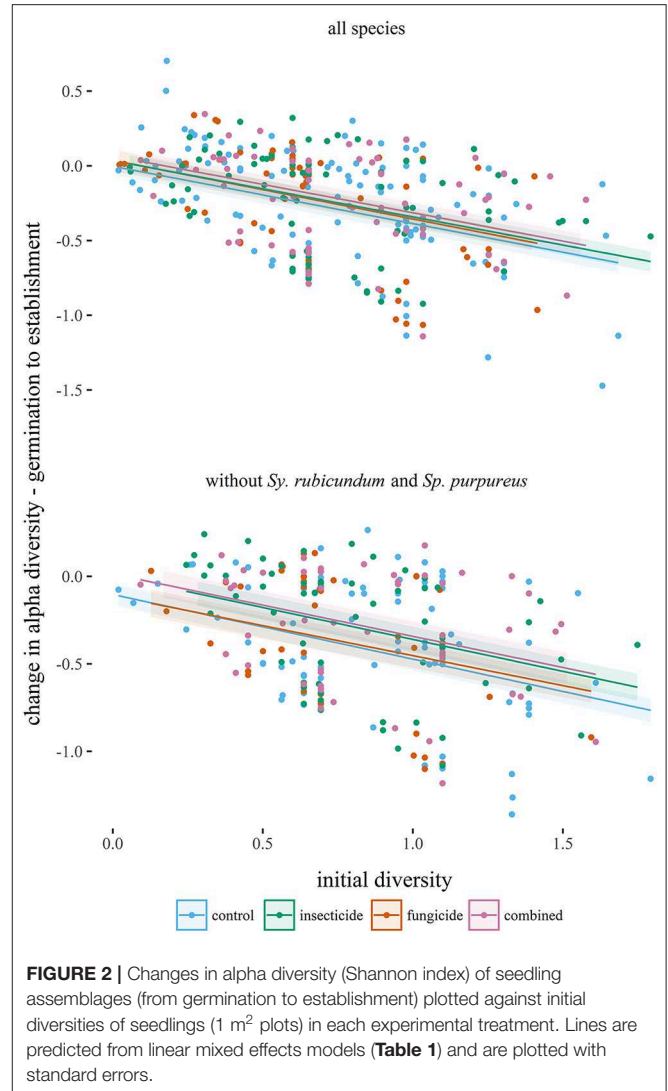 all species
0.5
0.0
-0.5
-1.0
-1.5
without Sy. rubicundum and Sp. purpureus
0.0
-0.5
-1.0
0.0 0.5 1.0 1.5
change in alpha diversity - germination to establishment
initial diversity
control insecticide fungicide combined
FIGURE 2 | Changes in alpha diversity (Shannon index) of seedling
assemblages (from germination to establishment) plotted against initial
diversities of seedlings (1 m² plots) in each experimental treatment. Lines are
predicted from linear mixed effects models (Table 1) and are plotted with
standard errors.